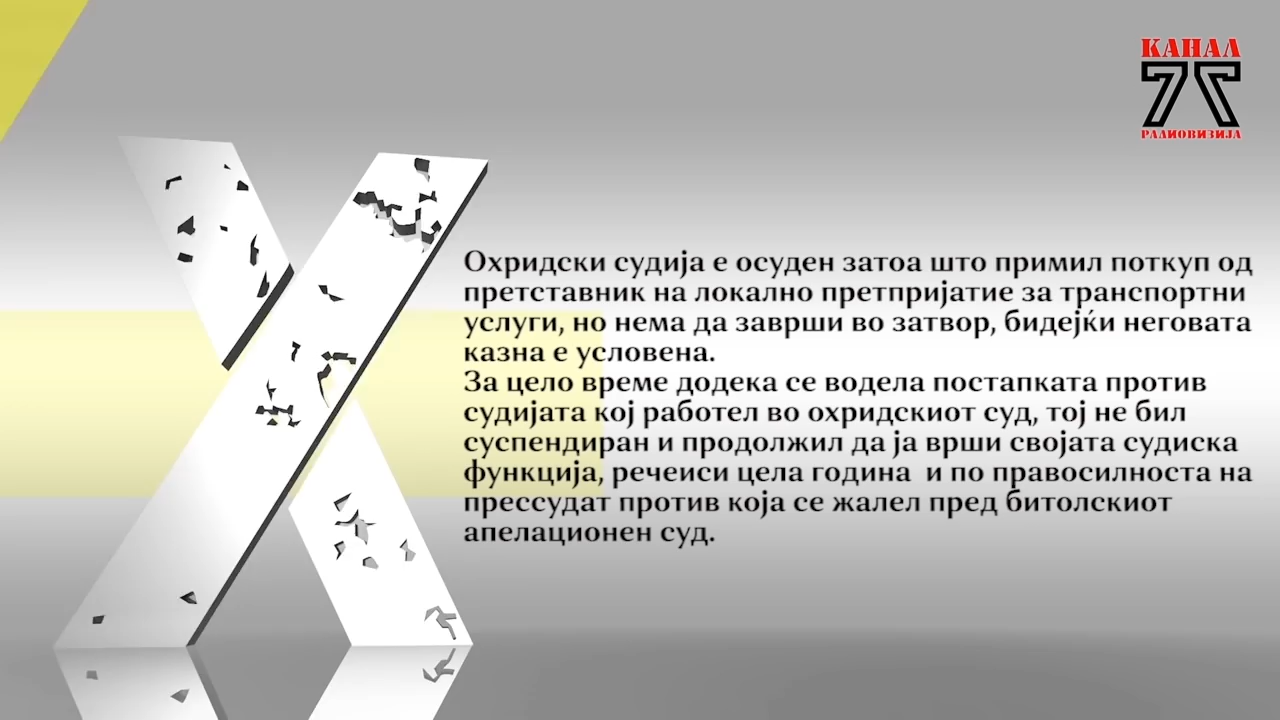 КАНАЛ
77
РАДИОВИЗИЈА
Охридски судија е осуден затоа што примил поткуп од
претставник на локално претпријатие за транспортни
услуги, но нема да заврши во затвор, бидејќи неговата
казна е условена.
За цело време додека се водела постапката против
судијата кој работел во охридскиот суд, тој не бил
суспендиран и продолжил да ја врши својата судиска
функција, речеиси цела година  и по правосилноста на
прессудат против која се жалел пред битолскиот
апелационен суд.